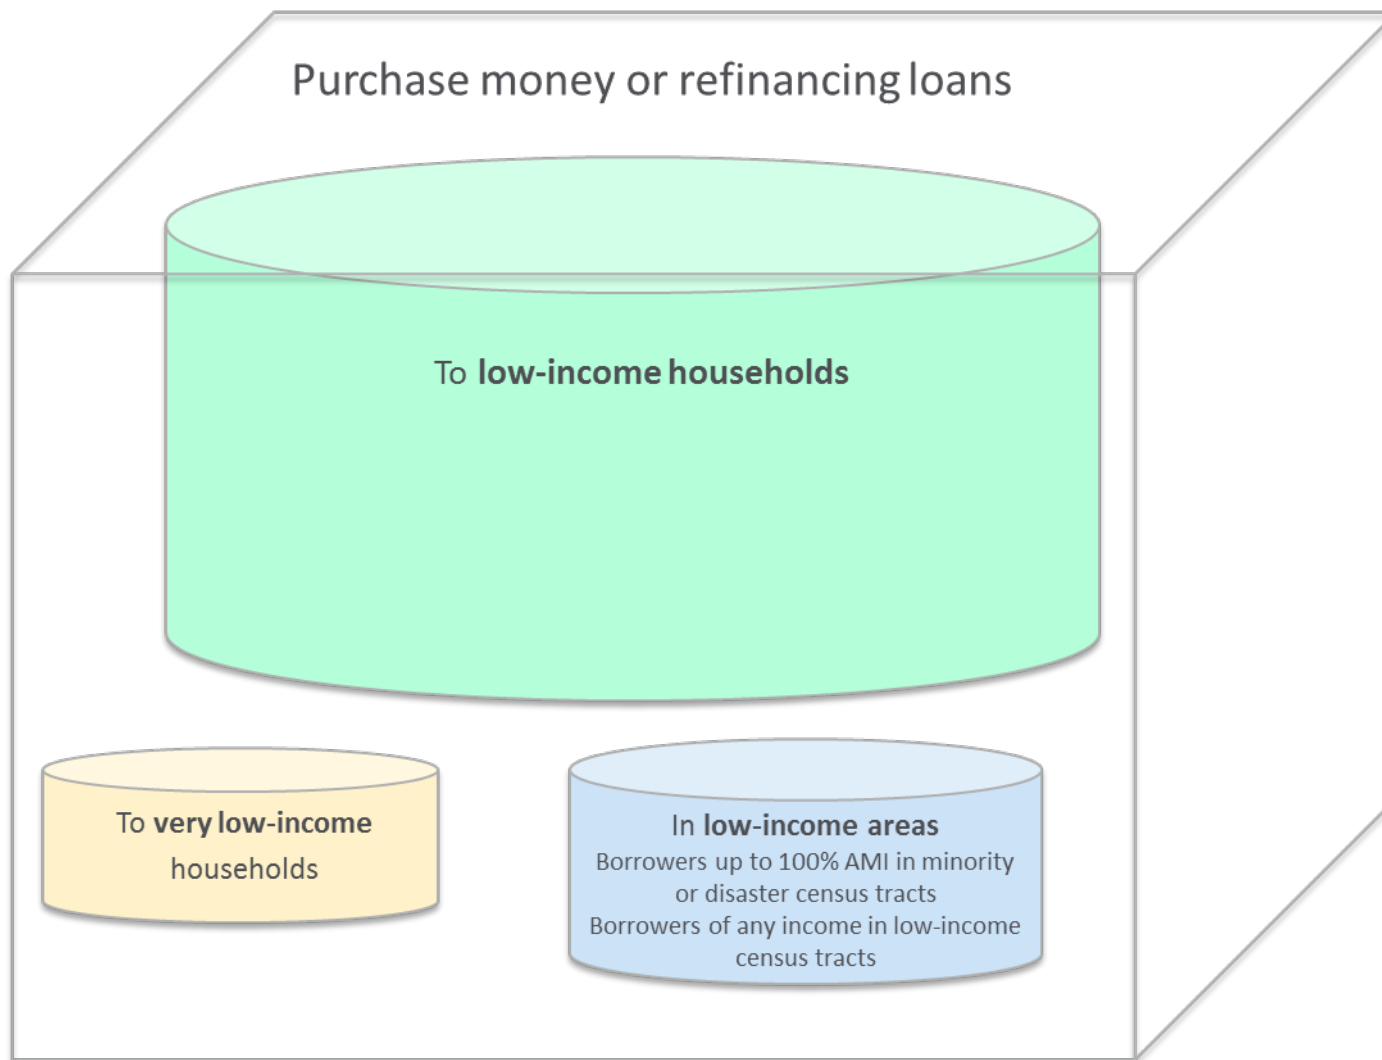 Purchase money or refinancing loans
To low-income households
To very low-income
households
In low-income areas
Borrowers up to 100% AMI in minority
or disaster census tracts
Borrowers of any income in low-income
census tracts